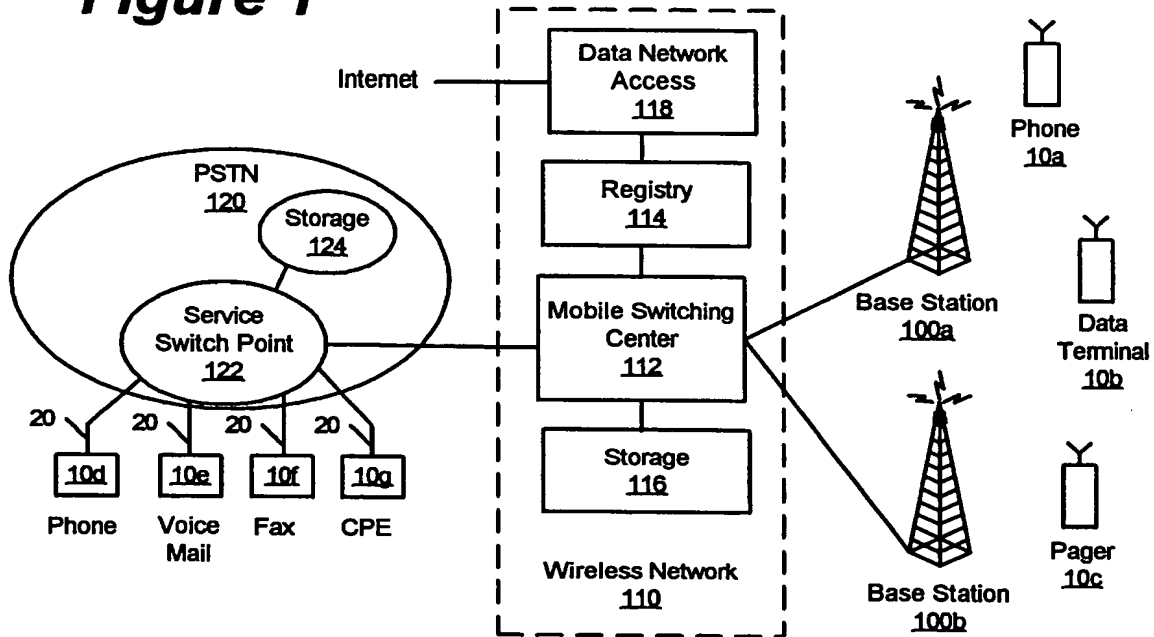 Figure 1
Internet
Data Network
Access
118
Registry
114
Mobile Switching
Center
112
Storage
116
Wireless Network
110
PSTN
120
Storage
124
Service
Switch Point
122
20
20
20
20
10d
10e
10f
10g
Phone
Voice
Mail
Fax
CPE
Base Station
100a
Base Station
100b
Phone
10a
Data
Terminal
10b
Pager
10c